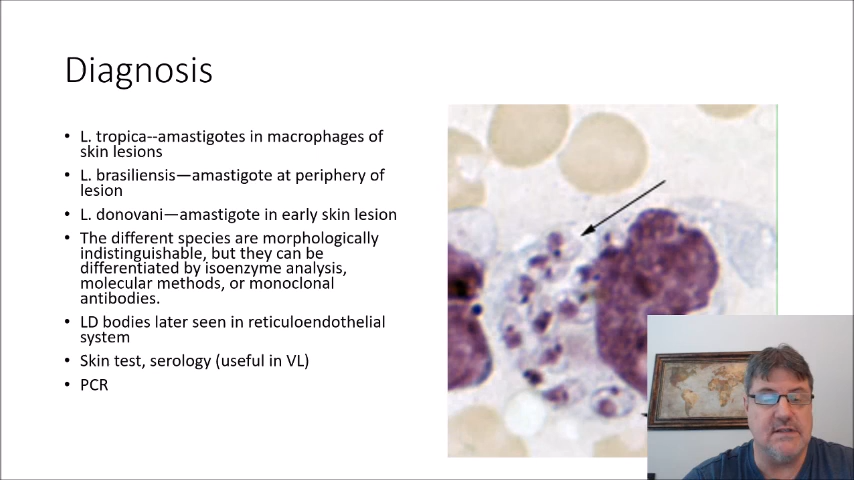 Diagnosis
• L. tropica--amastigotes in macrophages of
skin lesions
• L. brasiliensis—amastigote at periphery of
lesion
• L. donovani—amastigote in early skin lesion
• The different species are morphologically
indistinguishable, but they can be
differentiated by isoenzyme analysis,
molecular methods, or monoclonal
antibodies.
• LD bodies later seen in reticuloendothelial
system
• Skin test, serology (useful in VL)
• PCR